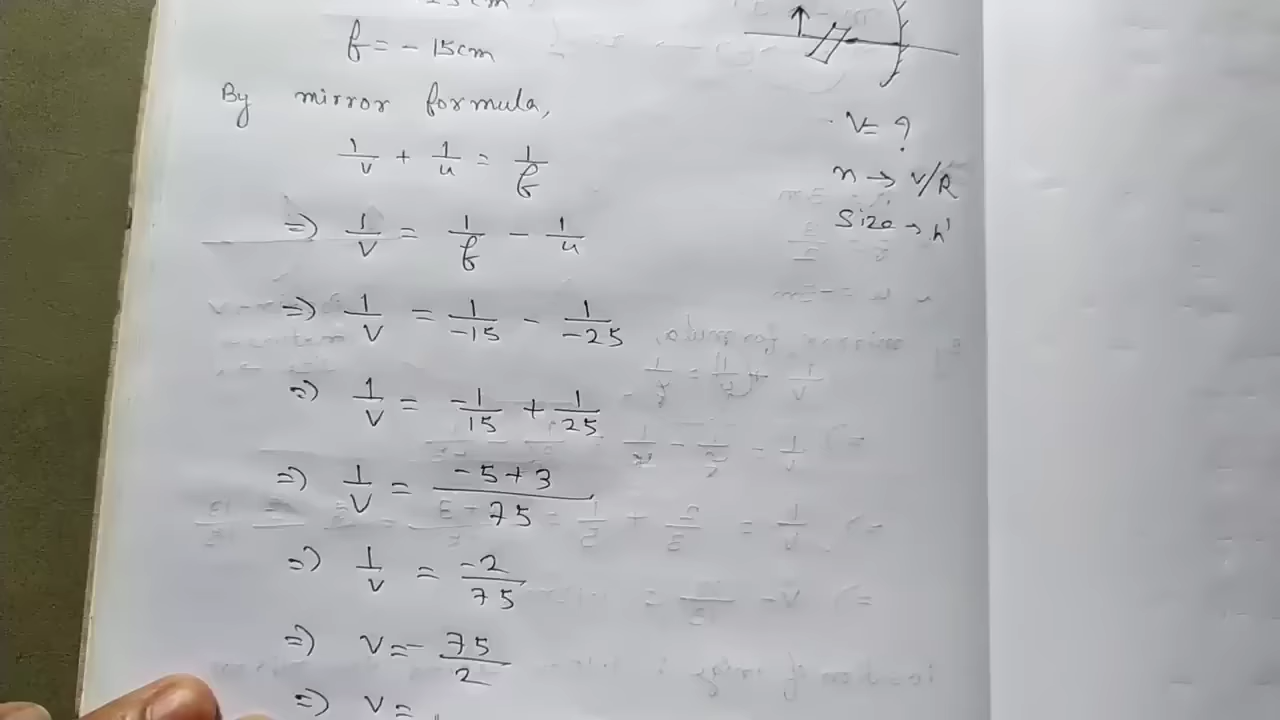 25cm
f = - 15cm
By mirror formula,
1/v + 1/u = 1/f
=) 1/v = 1/f - 1/u
=) 1/v = 1/-15 - 1/-25
=) 1/v = -1/15 + 1/25
=) 1/v = -5+3/75
=) 1/v = -2/75
=) v = - 75/2
=) v =
v = ?
n → v/R
Size → h'